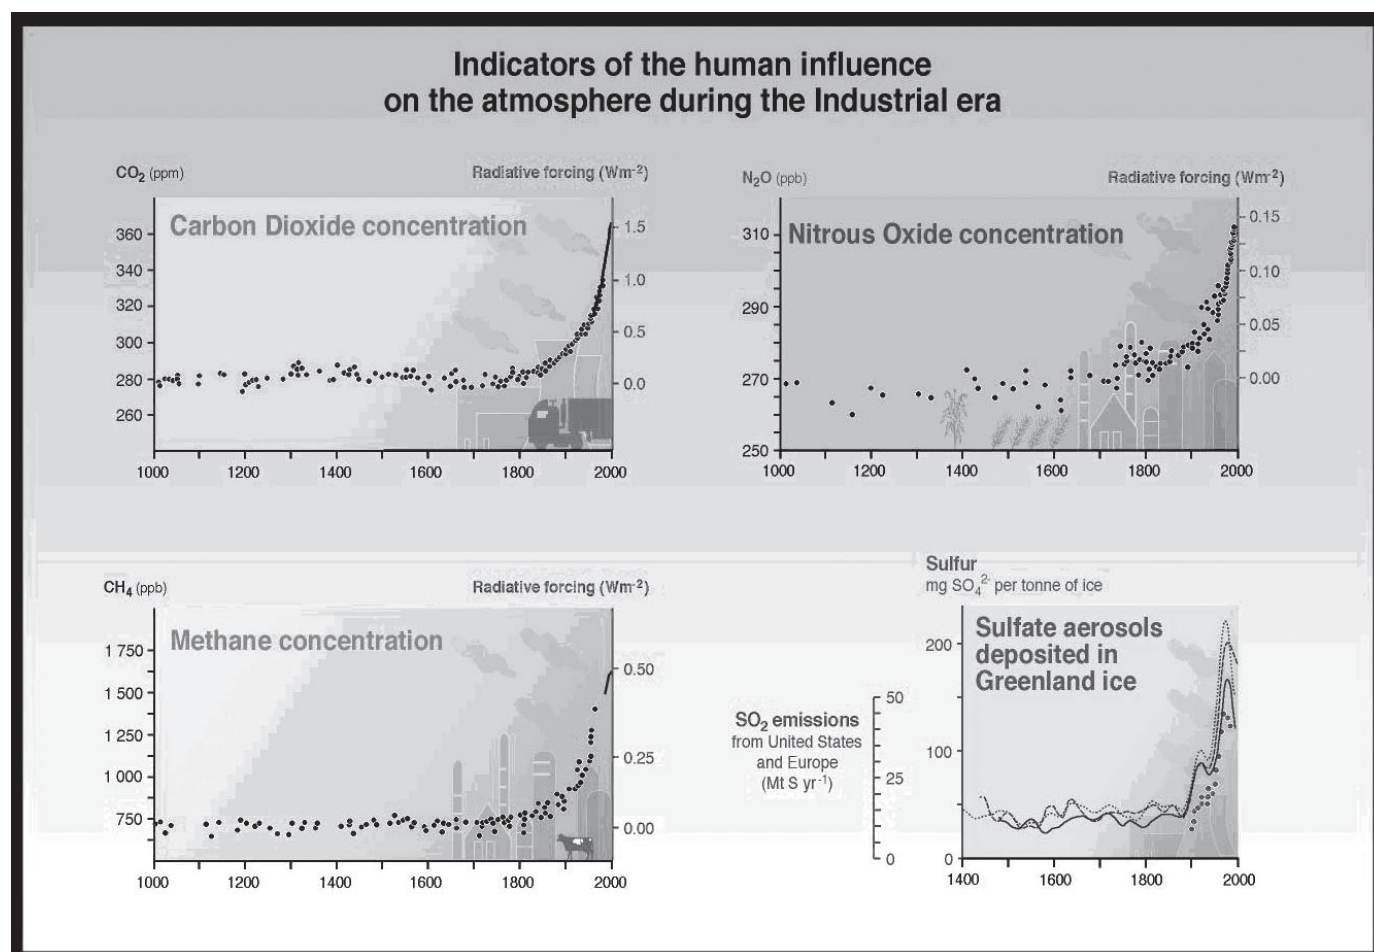 Indicators of the human influence
on the atmosphere during the Industrial era
CO₂ (ppm)
Radiative forcing (Wm⁻²)
Carbon Dioxide concentration
360
340
320
300
280
260
1.5
1.0
0.5
0.0
1000 1200 1400 1600 1800 2000
N₂O (ppb)
Radiative forcing (Wm⁻²)
Nitrous Oxide concentration
310
290
270
250
0.15
0.10
0.05
0.00
1000 1200 1400 1600 1800 2000
CH₄ (ppb)
Radiative forcing (Wm⁻²)
Methane concentration
1 750
1 500
1 250
1 000
750
0.50
0.25
0.00
1000 1200 1400 1600 1800 2000
Sulfur
mg SO₄²⁻ per tonne of ice
Sulfate aerosols
deposited in
Greenland ice
200
100
0
SO₂ emissions
from United States
and Europe
(Mt S yr⁻¹)
50
25
0
1400 1600 1800 2000